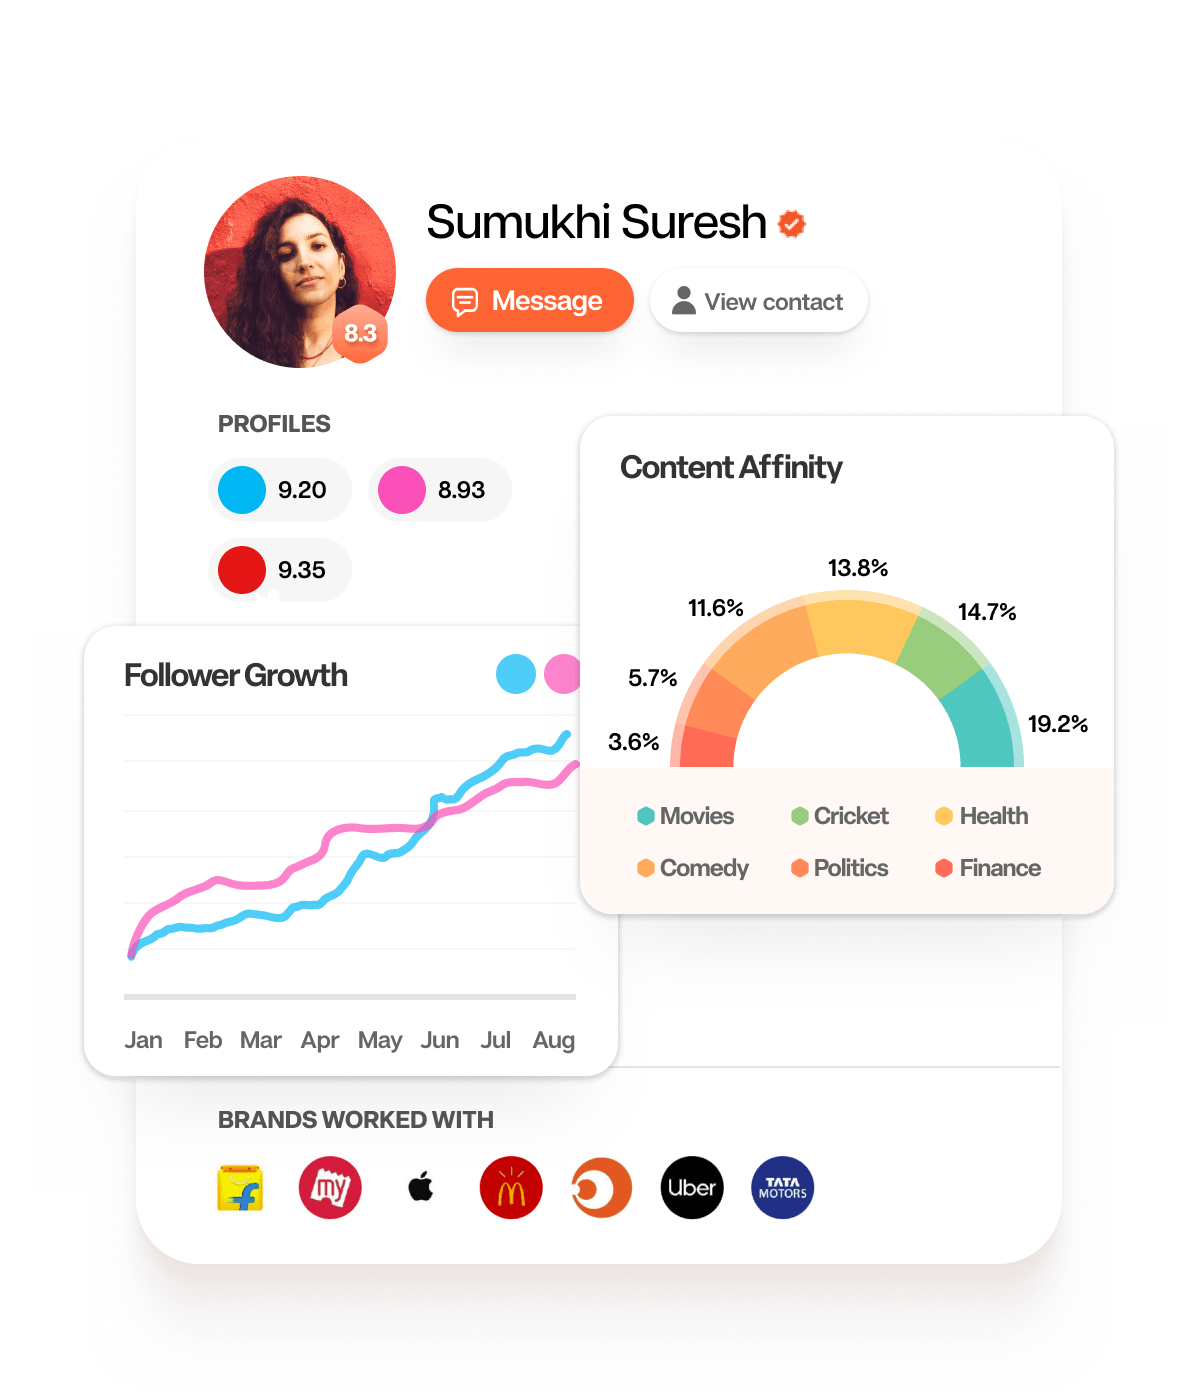 Sumukhi Suresh
Message
View contact
8.3
PROFILES
9.20
8.93
9.35
Content Affinity
13.8%
11.6%
14.7%
5.7%
19.2%
3.6%
Movies
Cricket
Health
Comedy
Politics
Finance
Follower Growth
Jan Feb Mar Apr May Jun Jul Aug
BRANDS WORKED WITH
my
Uber
TATA
MOTORS